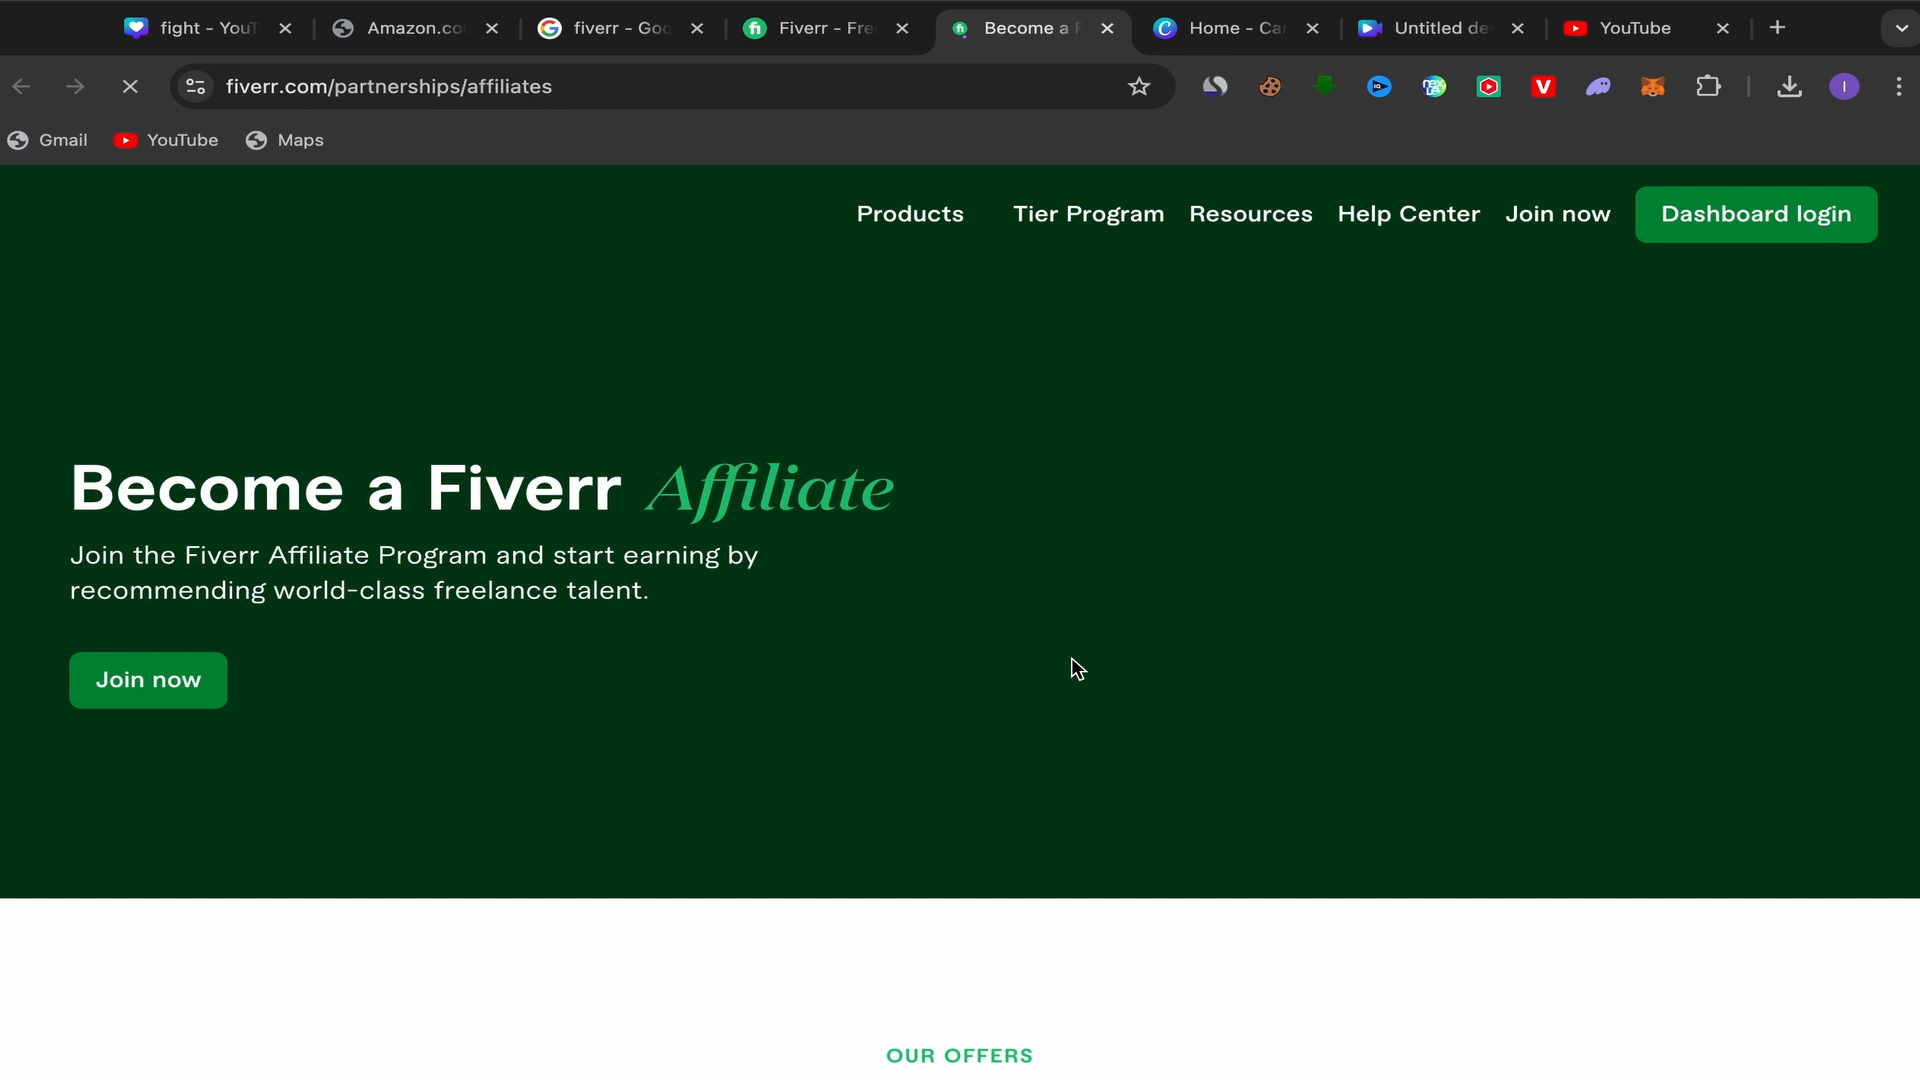 fight - YouT
Amazon.co
fiverr - Goo
Fiverr - Fre
Become a F
Home - Ca
Untitled de
YouTube
fiverr.com/partnerships/affiliates
Gmail
YouTube
Maps
Products
Tier Program
Resources
Help Center
Join now
Dashboard login
Become a Fiverr Affiliate
Join the Fiverr Affiliate Program and start earning by
recommending world-class freelance talent.
Join now
OUR OFFERS